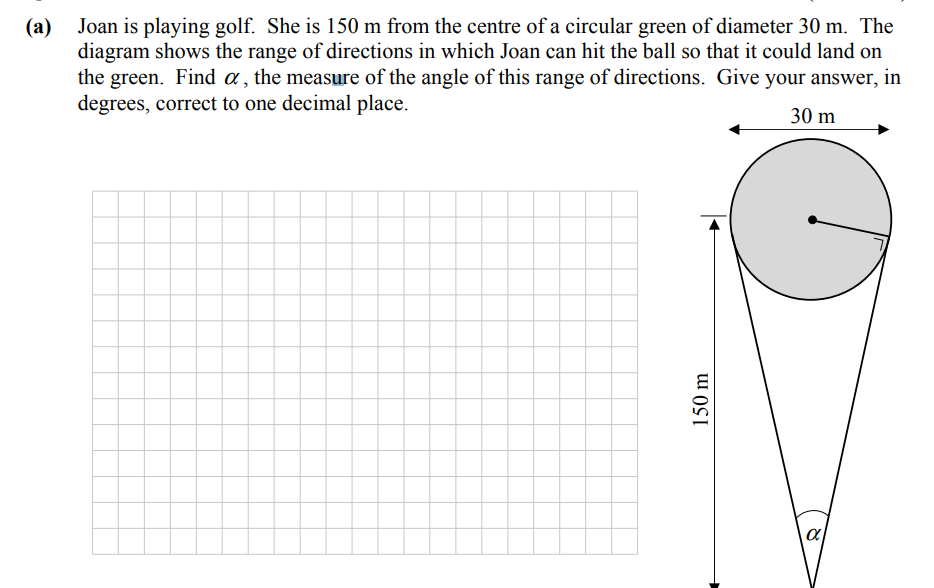 (a) Joan is playing golf. She is 150 m from the centre of a circular green of diameter 30 m. The
diagram shows the range of directions in which Joan can hit the ball so that it could land on
the green. Find α, the measure of the angle of this range of directions. Give your answer, in
degrees, correct to one decimal place.
30 m
150 m
α